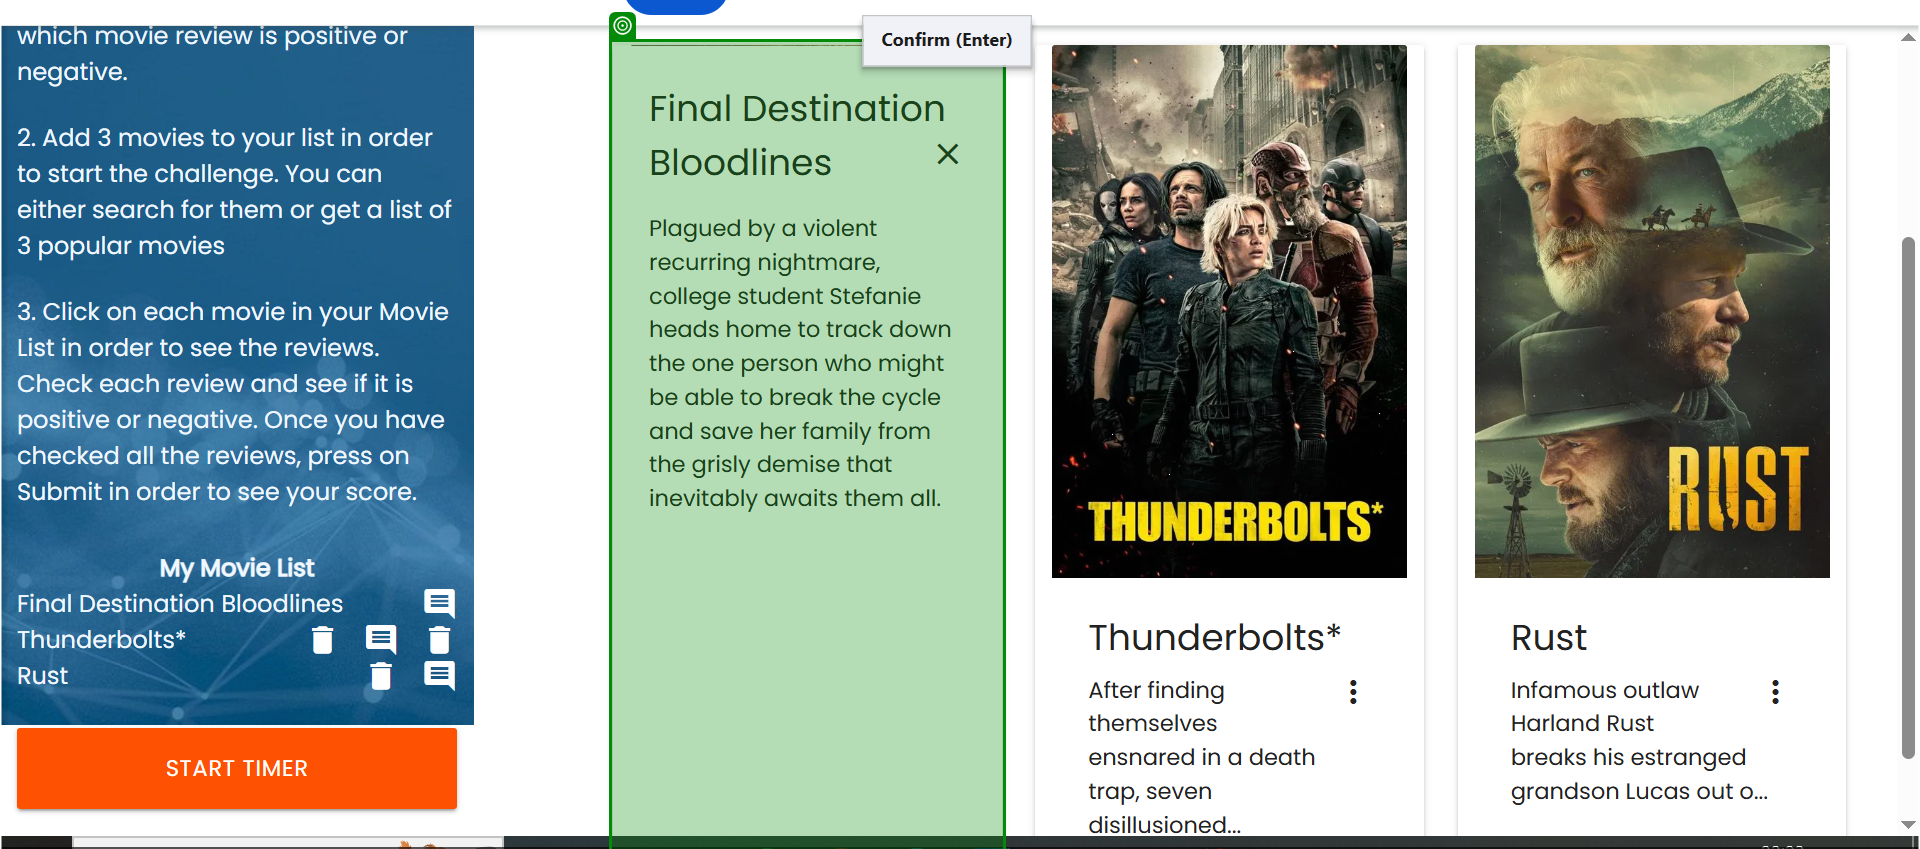 which movie review is positive or
negative.
2. Add 3 movies to your list in order
to start the challenge. You can
either search for them or get a list of
3 popular movies
3. Click on each movie in your Movie
List in order to see the reviews.
Check each review and see if it is
positive or negative. Once you have
checked all the reviews, press on
Submit in order to see your score.
My Movie List
Final Destination Bloodlines
Thunderbolts*
Rust
START TIMER
Confirm (Enter)
Final Destination
Bloodlines
Plagued by a violent
recurring nightmare,
college student Stefanie
heads home to track down
the one person who might
be able to break the cycle
and save her family from
the grisly demise that
inevitably awaits them all.
THUNDERBOLTS*
Thunderbolts*
After finding
themselves
ensnared in a death
trap, seven
disillusioned...
RUST
Rust
Infamous outlaw
Harland Rust
breaks his estranged
grandson Lucas out o...